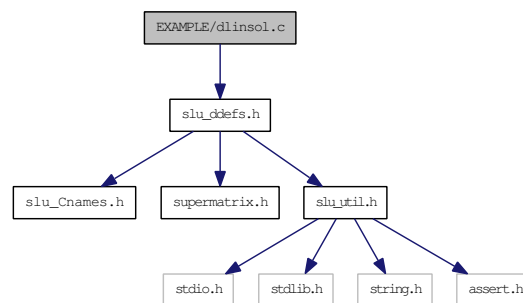 EXAMPLE/dlinsol.c
slu_ddefs.h
slu_Cnames.h
supermatrix.h
slu_util.h
stdio.h
stdlib.h
string.h
assert.h